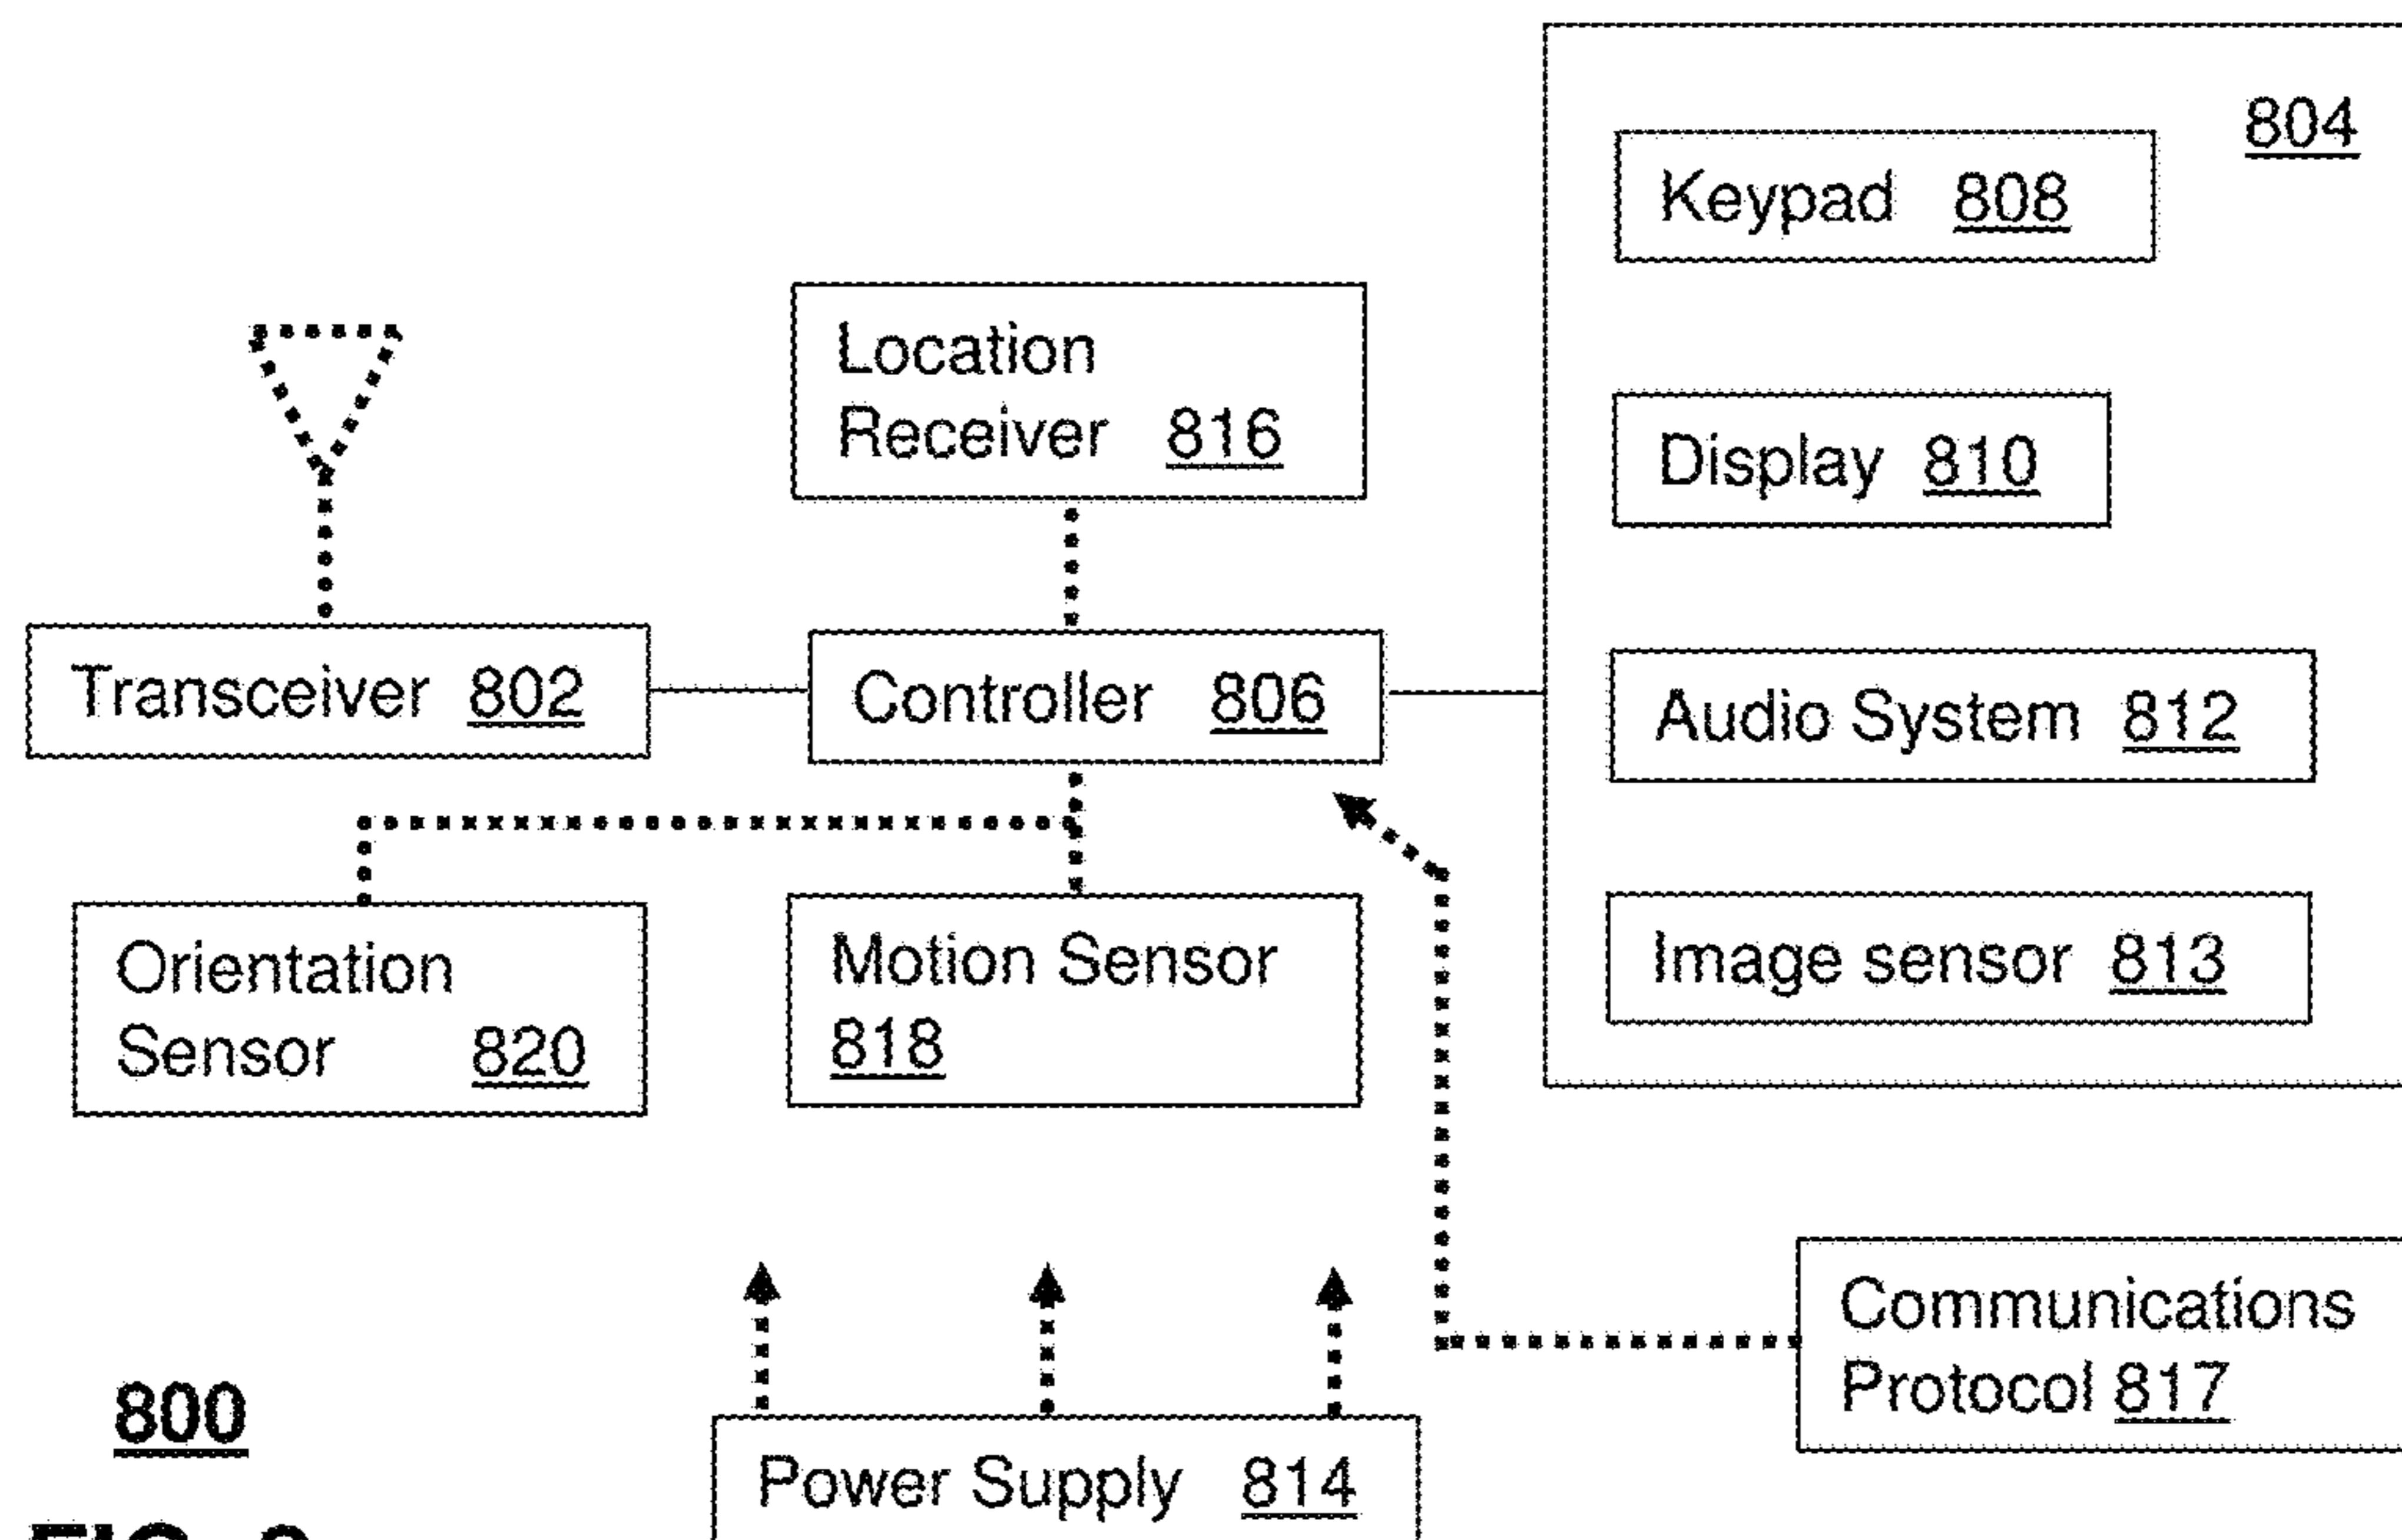 804
Keypad 808
Location
Receiver 816
Display 810
Transceiver 802
Controller 806
Audio System 812
Orientation
Sensor 820
Motion Sensor
818
Image sensor 813
Communications
Protocol 817
800
Power Supply 814